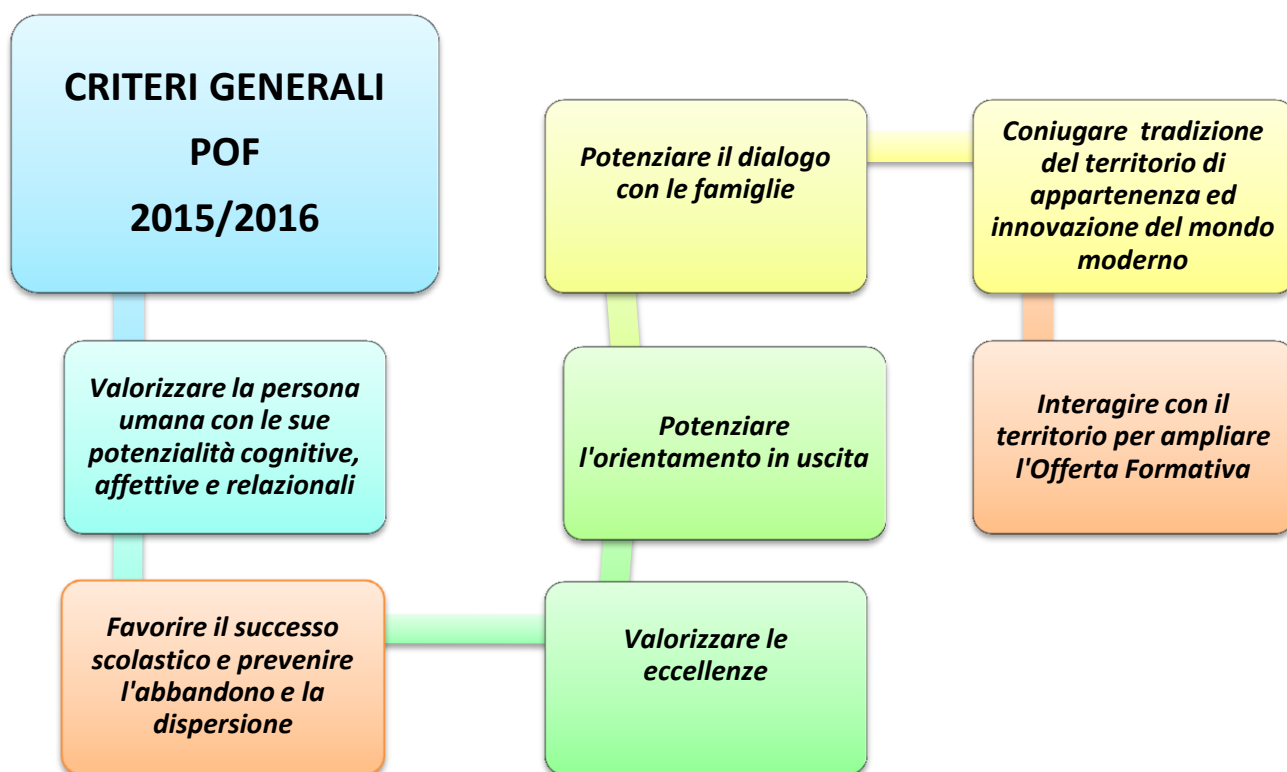 CRITERI GENERALI
POF
2015/2016
Valorizzare la persona
umana con le sue
potenzialità cognitive,
affettive e relazionali
Favorire il successo
scolastico e prevenire
l'abbandono e la
dispersione
Valorizzare le
eccellenze
Potenziare
l'orientamento in uscita
Potenziare il dialogo
con le famiglie
Coniugare  tradizione
del territorio di
appartenenza ed
innovazione del mondo
moderno
Interagire con il
territorio per ampliare
l'Offerta Formativa